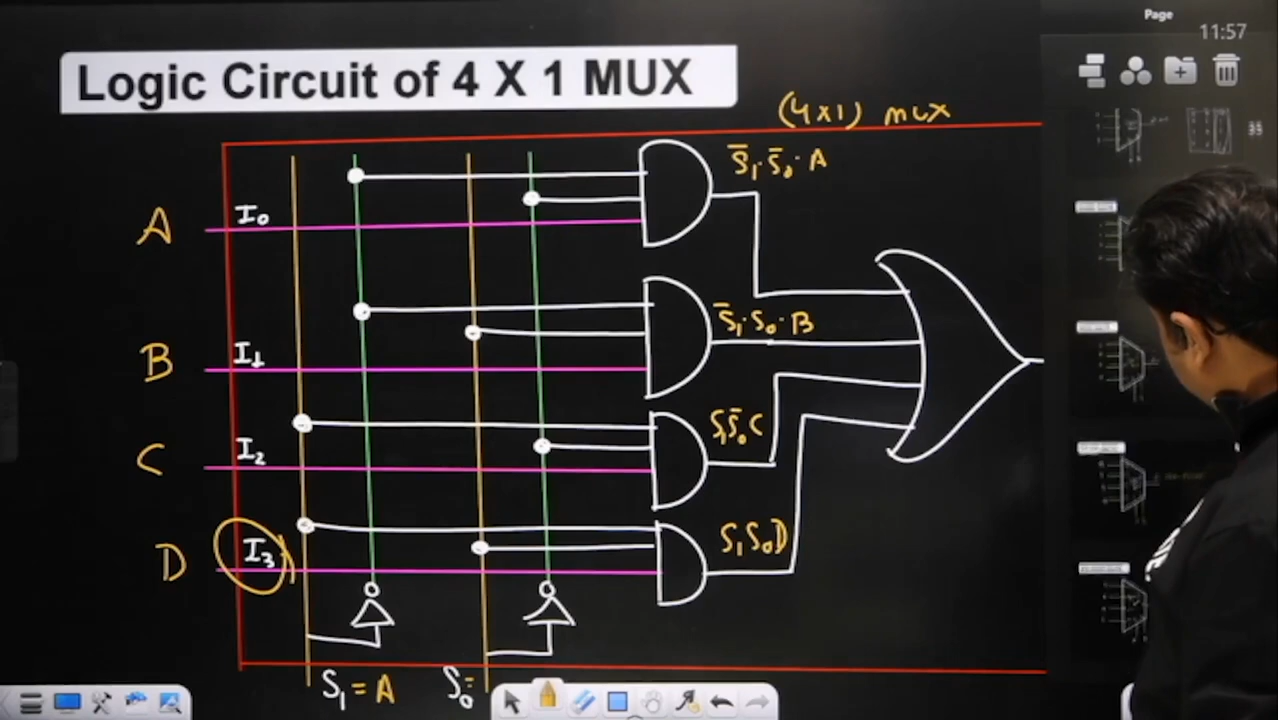 Page
11:57
Logic Circuit of 4 X 1 MUX
(4x1) mux
A I₀ S̅₁·S̅₀·A
B I₁ S̅₁·S₀·B
C I₂ S₁S̅₀C
D I₃ S₁S₀D
S₁ = A S₀ =